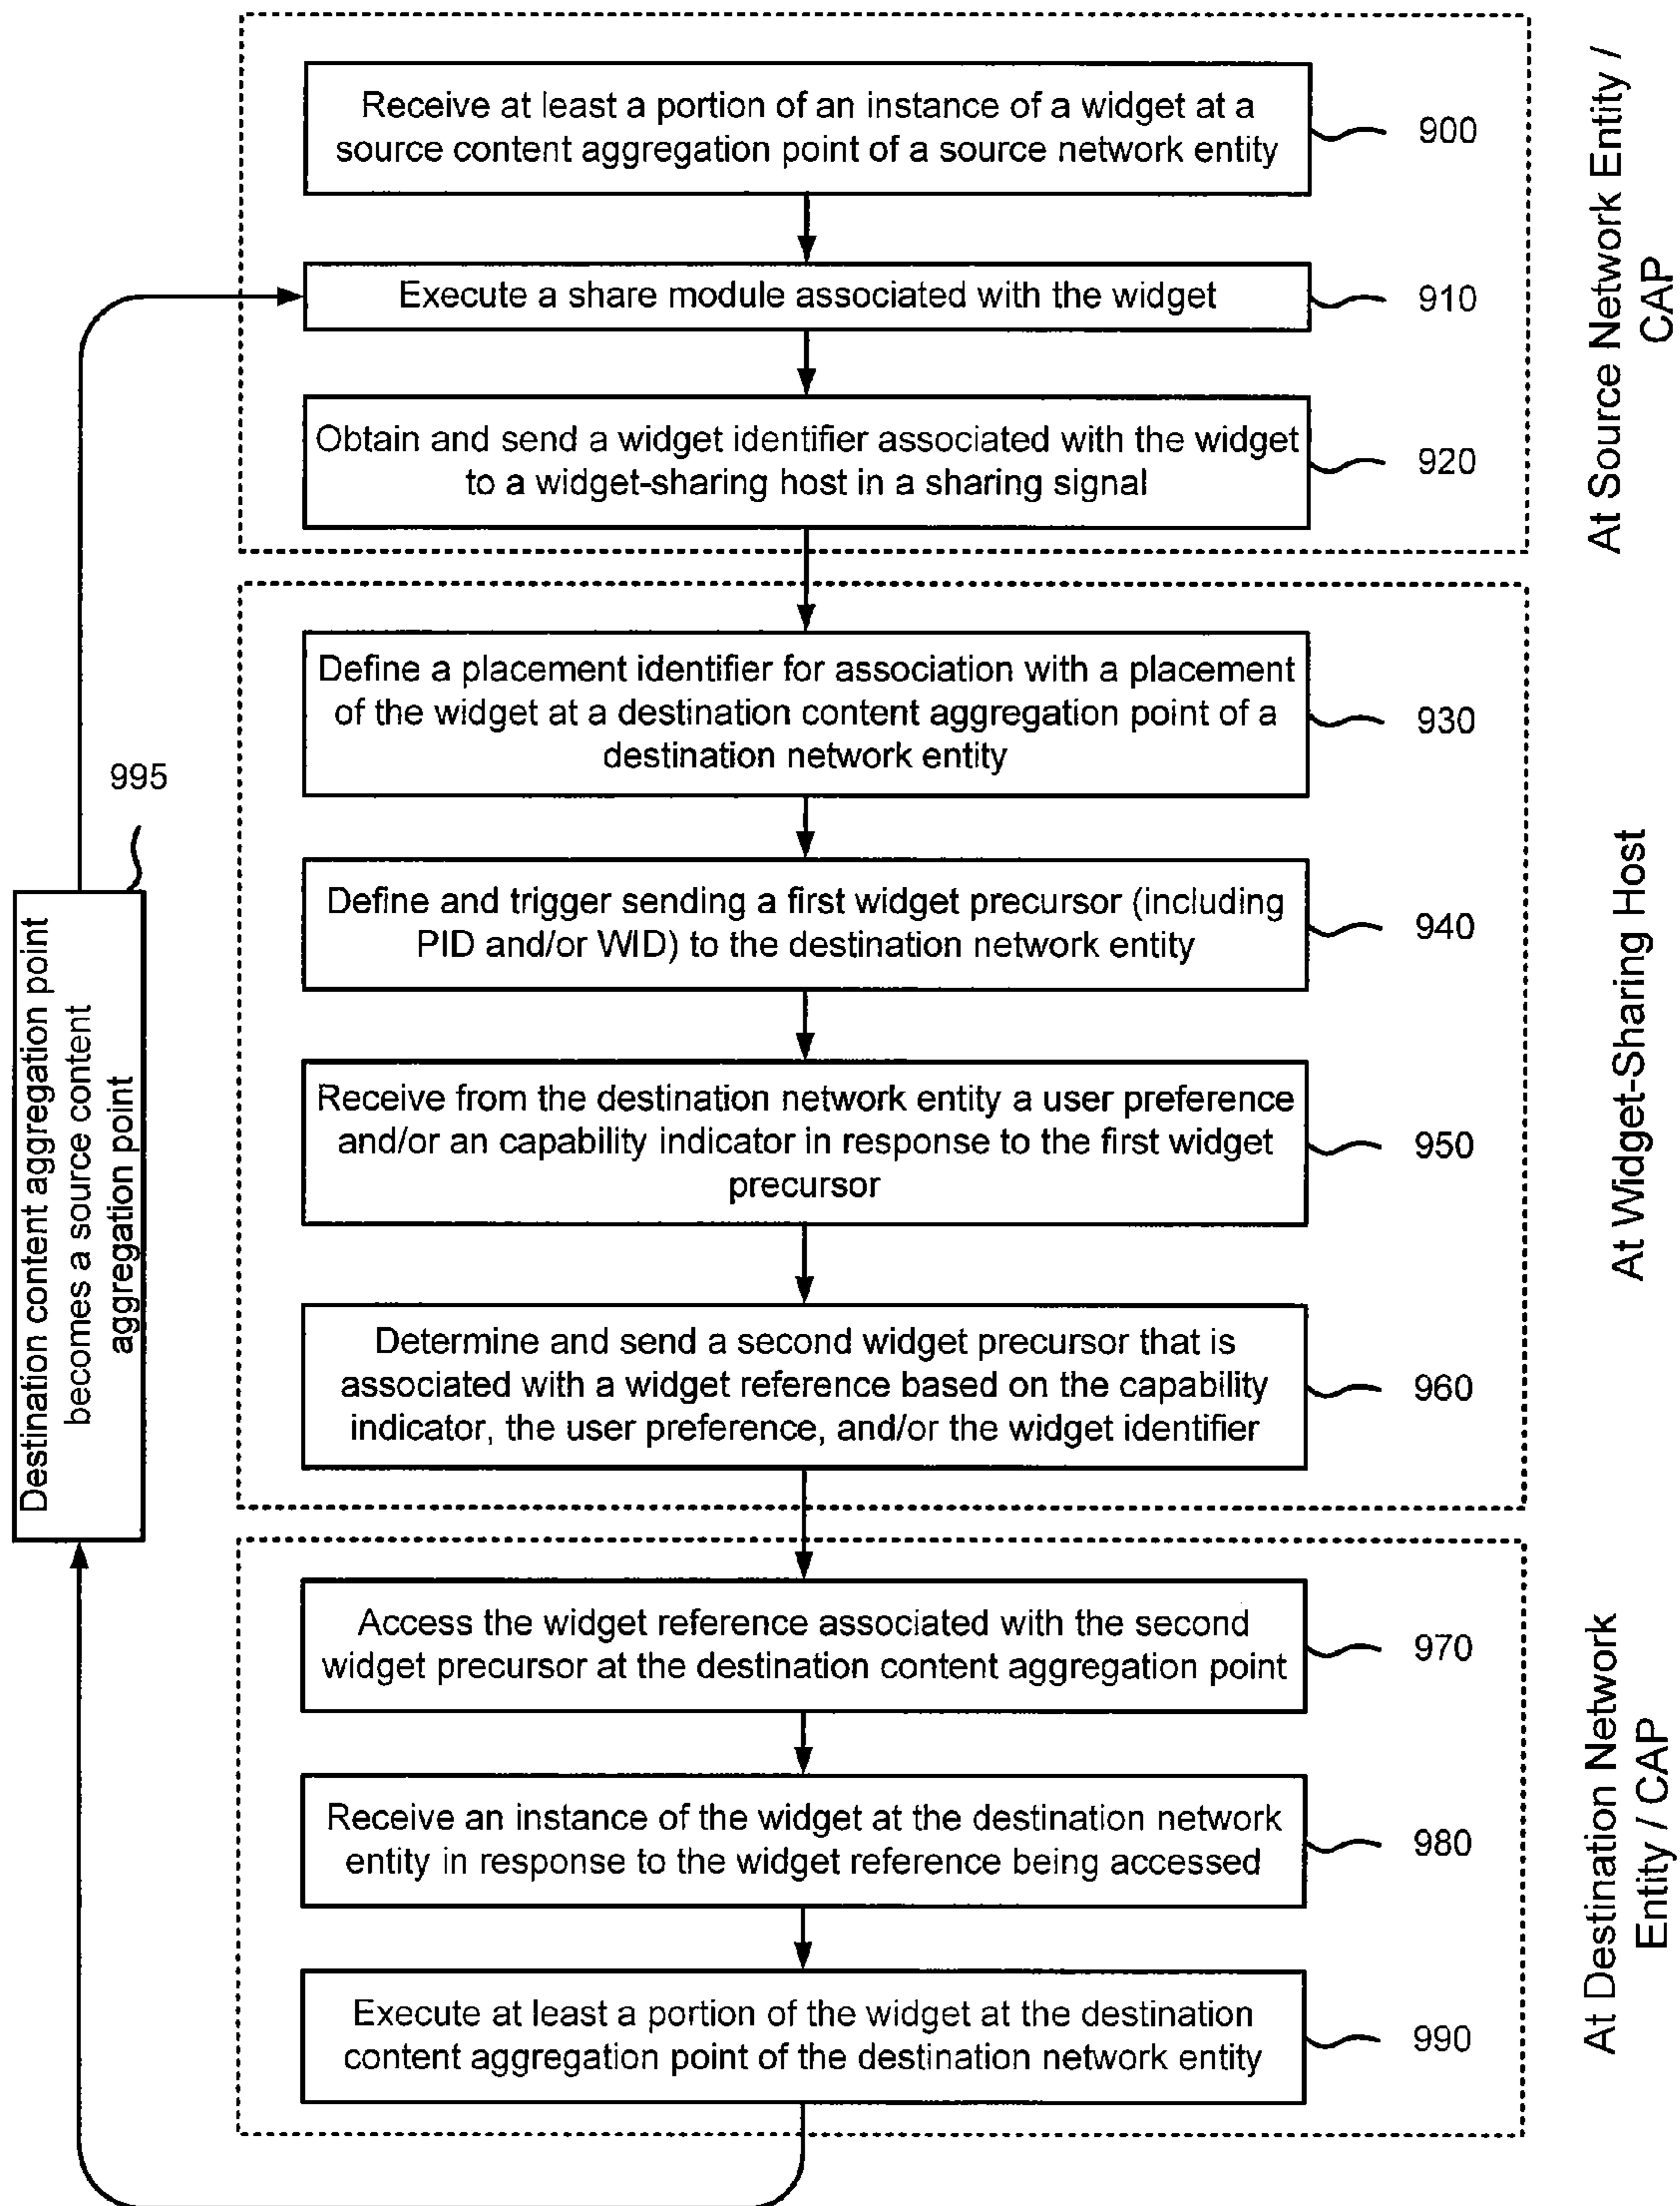 Receive at least a portion of an instance of a widget at a
source content aggregation point of a source network entity
900
Execute a share module associated with the widget
910
Obtain and send a widget identifier associated with the widget
to a widget-sharing host in a sharing signal
920
At Source Network Entity /
CAP
Define a placement identifier for association with a placement
of the widget at a destination content aggregation point of a
destination network entity
930
Define and trigger sending a first widget precursor (including
PID and/or WID) to the destination network entity
940
Receive from the destination network entity a user preference
and/or an capability indicator in response to the first widget
precursor
950
Determine and send a second widget precursor that is
associated with a widget reference based on the capability
indicator, the user preference, and/or the widget identifier
960
At Widget-Sharing Host
Access the widget reference associated with the second
widget precursor at the destination content aggregation point
970
Receive an instance of the widget at the destination network
entity in response to the widget reference being accessed
980
Execute at least a portion of the widget at the destination
content aggregation point of the destination network entity
990
At Destination Network
Entity / CAP
995
Destination content aggregation point
becomes a source content
aggregation point